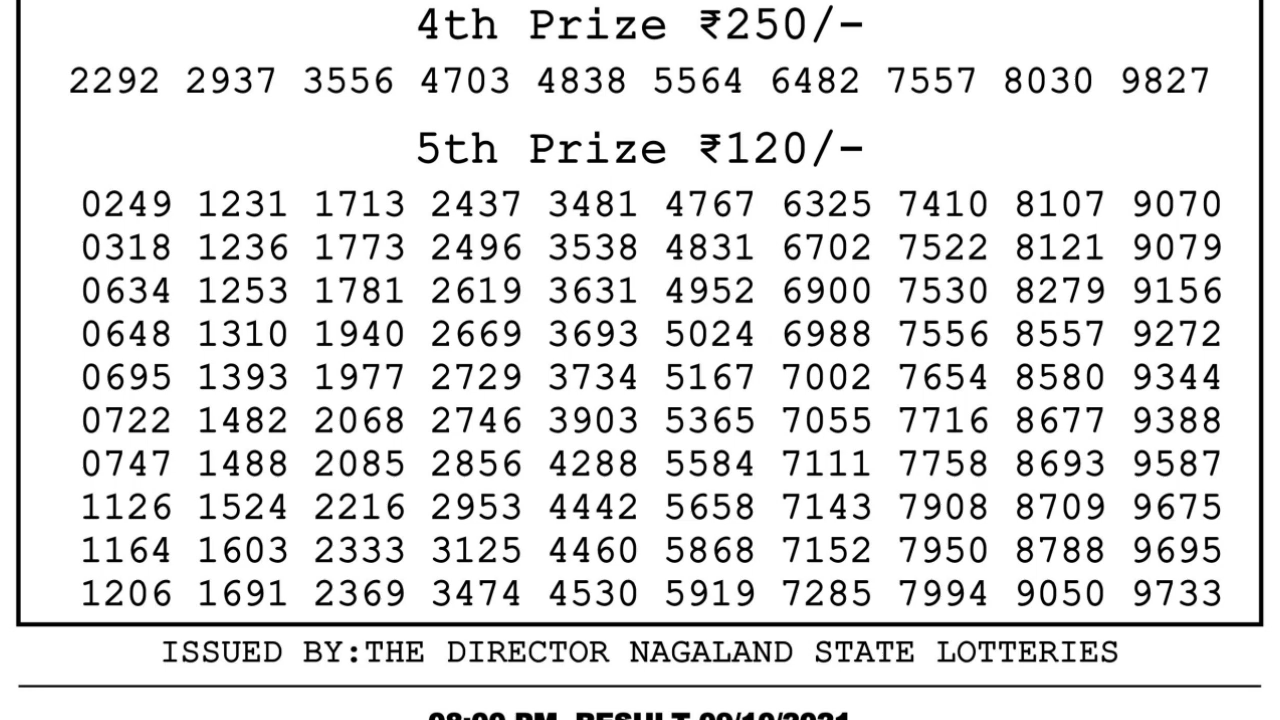 4th Prize ₹250/-
2292 2937 3556 4703 4838 5564 6482 7557 8030 9827
5th Prize ₹120/-
0249 1231 1713 2437 3481 4767 6325 7410 8107 9070
0318 1236 1773 2496 3538 4831 6702 7522 8121 9079
0634 1253 1781 2619 3631 4952 6900 7530 8279 9156
0648 1310 1940 2669 3693 5024 6988 7556 8557 9272
0695 1393 1977 2729 3734 5167 7002 7654 8580 9344
0722 1482 2068 2746 3903 5365 7055 7716 8677 9388
0747 1488 2085 2856 4288 5584 7111 7758 8693 9587
1126 1524 2216 2953 4442 5658 7143 7908 8709 9675
1164 1603 2333 3125 4460 5868 7152 7950 8788 9695
1206 1691 2369 3474 4530 5919 7285 7994 9050 9733
ISSUED BY:THE DIRECTOR NAGALAND STATE LOTTERIES
PM RESULT